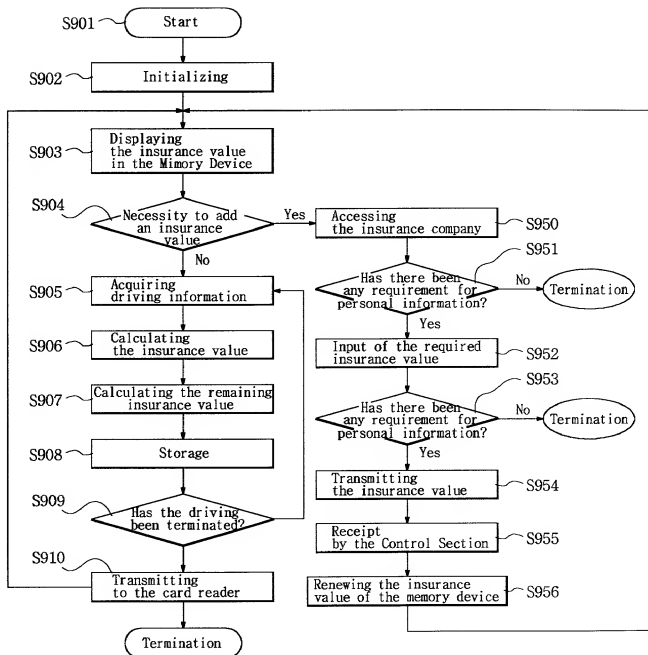 S901
Start
S902
Initializing
S903
Displaying
the insurance value
in the Mimory Device
S904
Necessity to add
an insurance
value
Yes
No
S905
Acquiring
driving information
S906
Calculating
the insurance value
S907
Calculating the remaining
insurance value
S908
Storage
S909
Has the driving
been terminated?
S910
Transmitting
to the card reader
Termination
Accessing
the insurance company
S950
S951
Has there been
any requirement for
personal information?
No
Termination
Yes
Input of the required
insurance value
S952
S953
Has there been
any requirement for
personal information?
No
Termination
Yes
Transmitting
the insurance value
S954
Receipt
by the Control Section
S955
Renewing the insurance
value of the memory device
S956